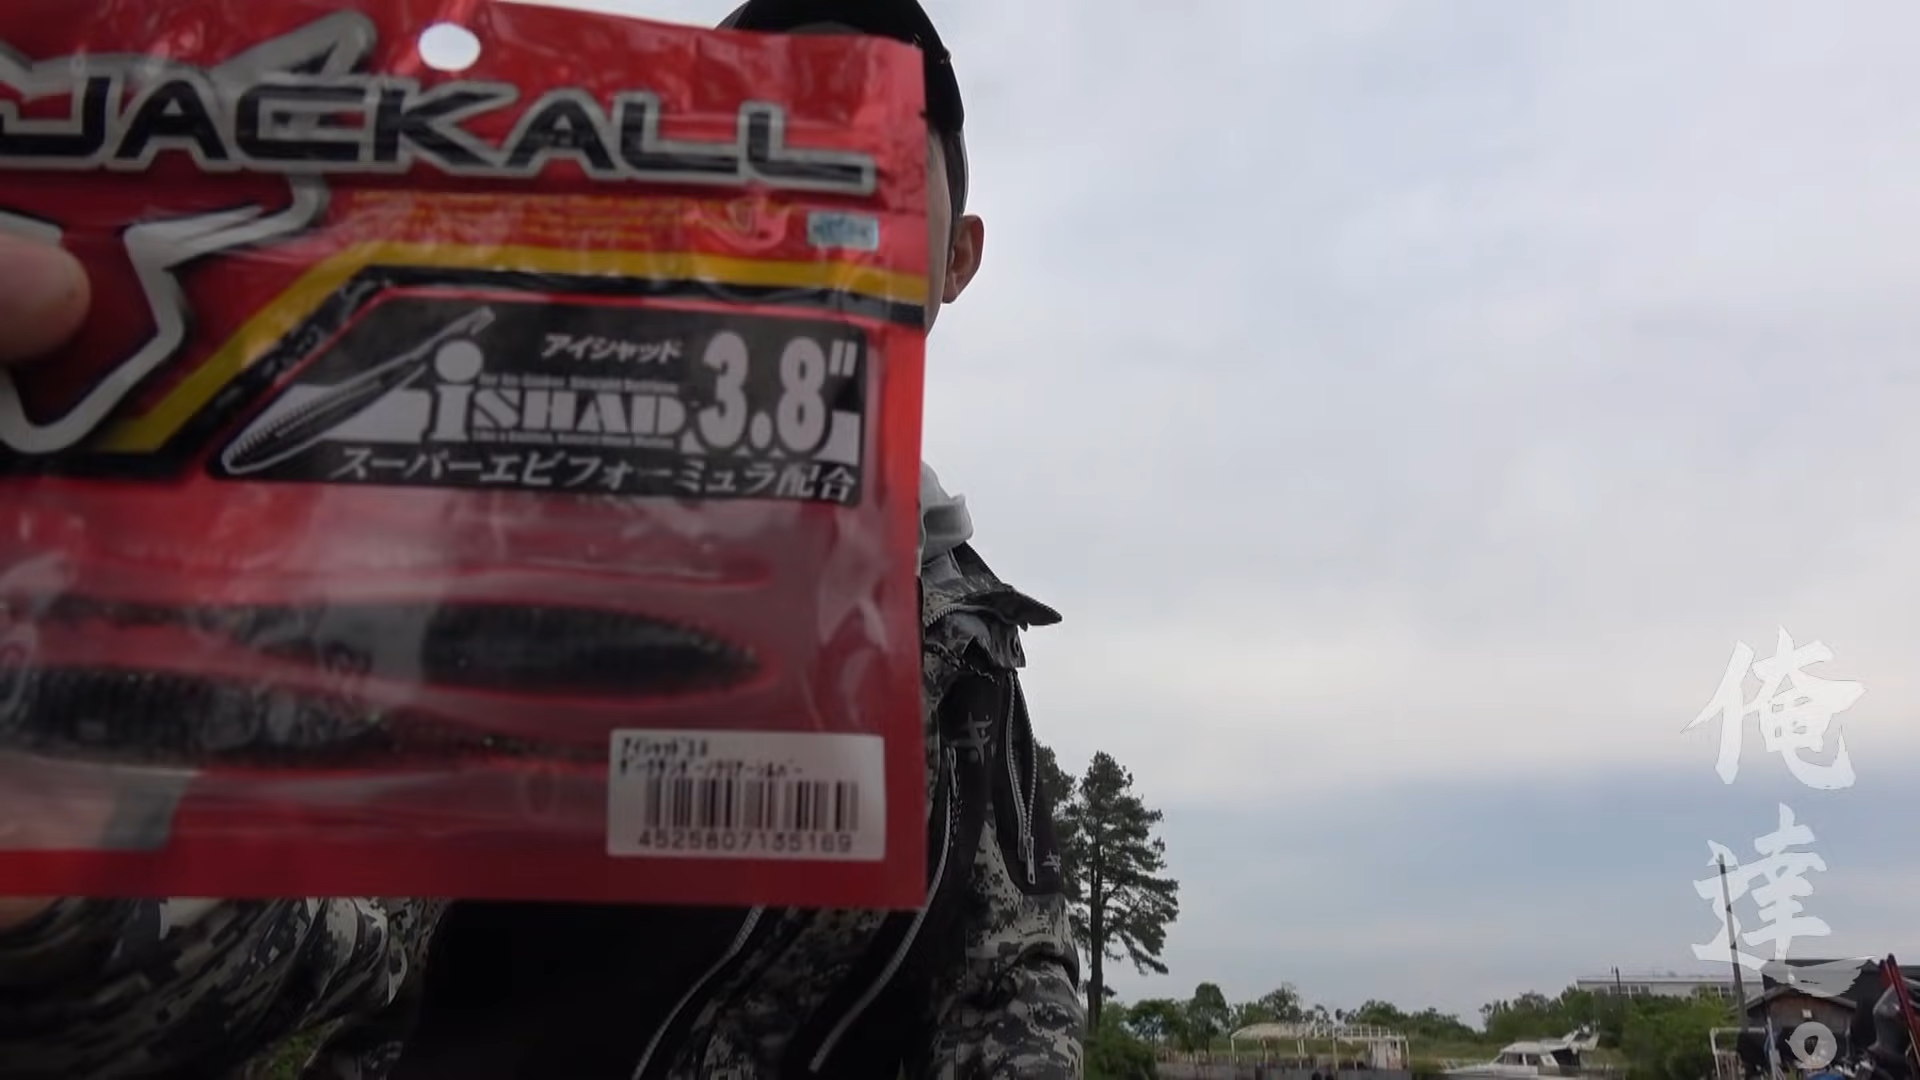 JACKALL
アイシャッド
iSHAD 3.8"
スーパーエビフォーミュラ配合
アイシャッド3.8
4525807135169
俺達。